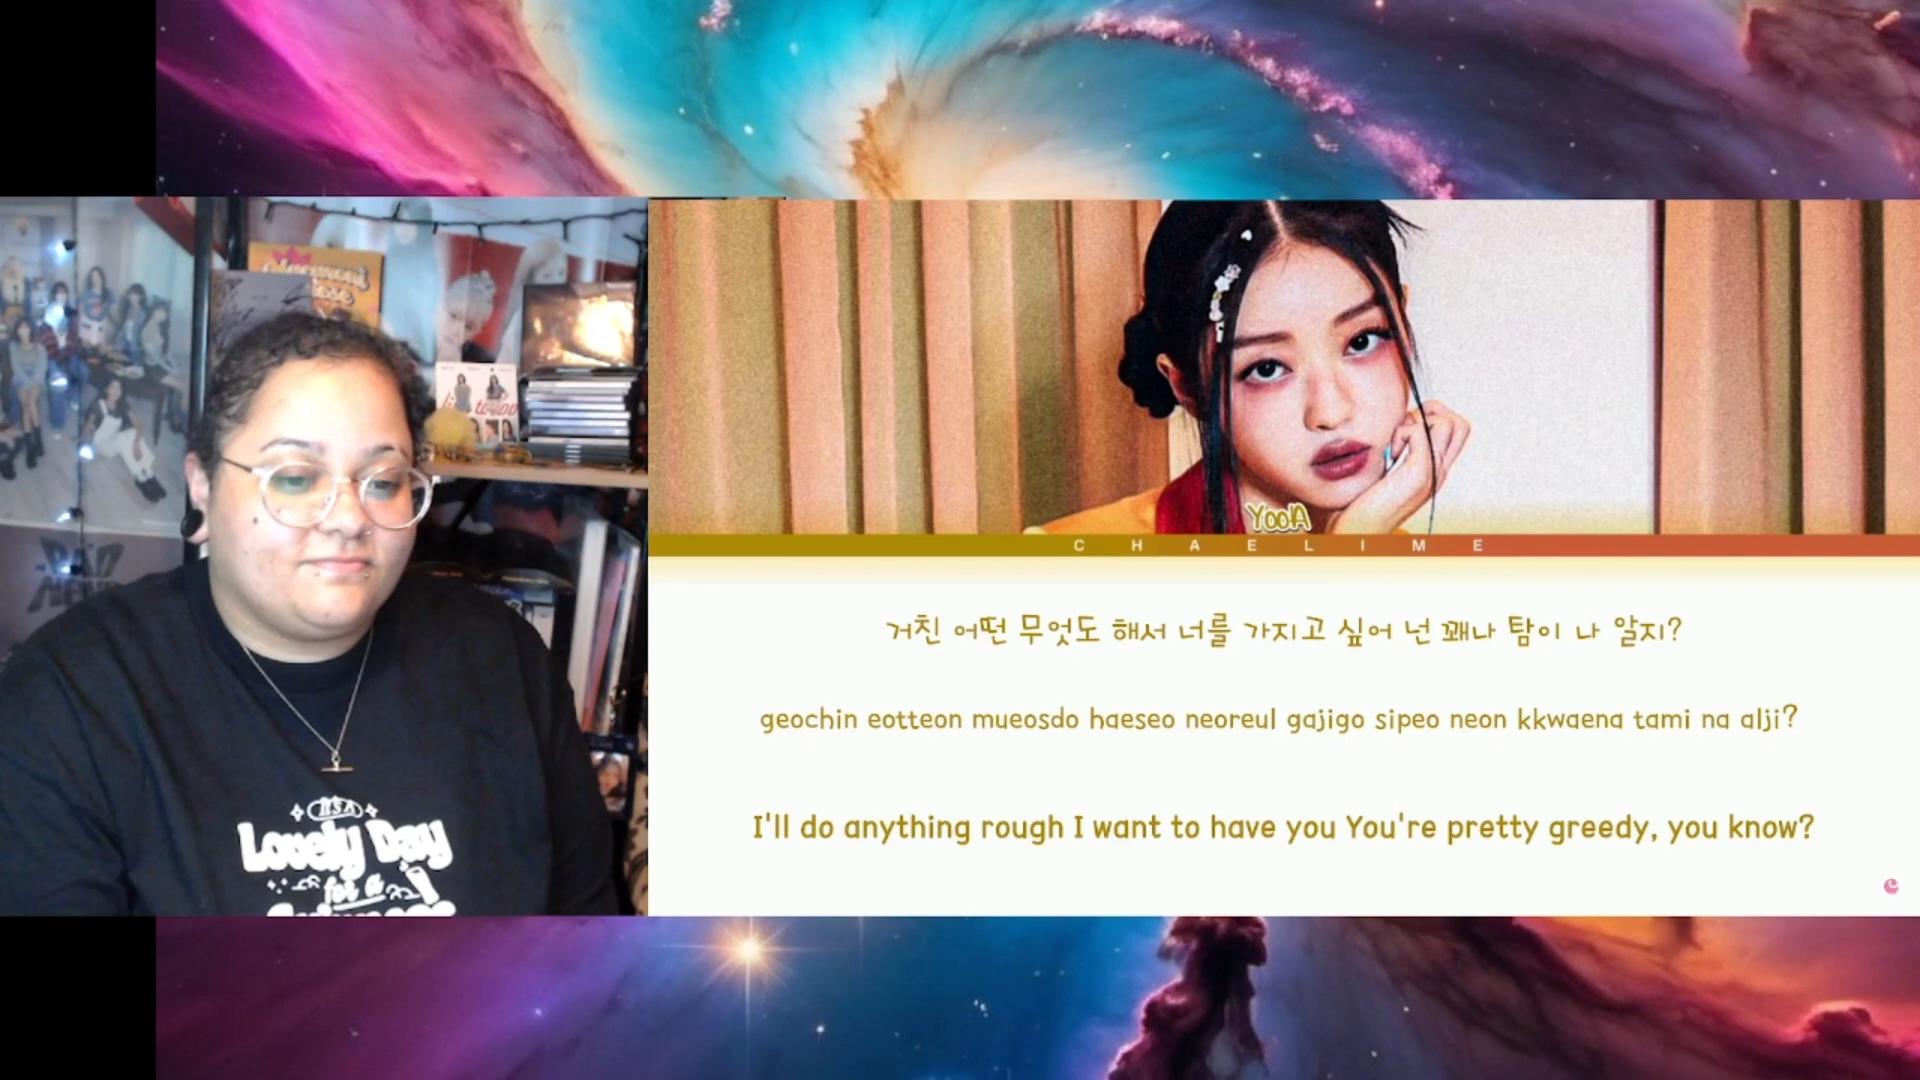 YooA
CHAELIME
거친 어떤 무엇도 해서 너를 가지고 싶어 넌 꽤나 탐이 나 알지?
geochin eotteon mueosdo haeseo neoreul gajigo sipeo neon kkwaena tami na alji?
I'll do anything rough I want to have you You're pretty greedy, you know?
Lovely Day
for a